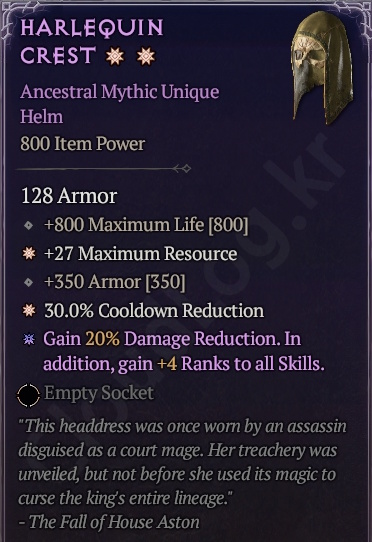 HARLEQUIN
CREST
Ancestral Mythic Unique
Helm
800 Item Power
128 Armor
+800 Maximum Life [800]
+27 Maximum Resource
+350 Armor [350]
30.0% Cooldown Reduction
Gain 20% Damage Reduction. In
addition, gain +4 Ranks to all Skills.
Empty Socket
"This headdress was once worn by an assassin
disguised as a court mage. Her treachery was
unveiled, but not before she used its magic to
curse the king's entire lineage."
- The Fall of House Aston